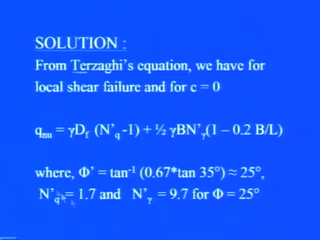 SOLUTION :
From Terzaghi's equation, we have for
local shear failure and for c = 0
qnu = γDf (N'q -1) + ½ γBN'γ(1 – 0.2 B/L)
where, Φ' = tan-1 (0.67*tan 35°) ≈ 25°,
N'q = 1.7 and N'γ = 9.7 for Φ = 25°